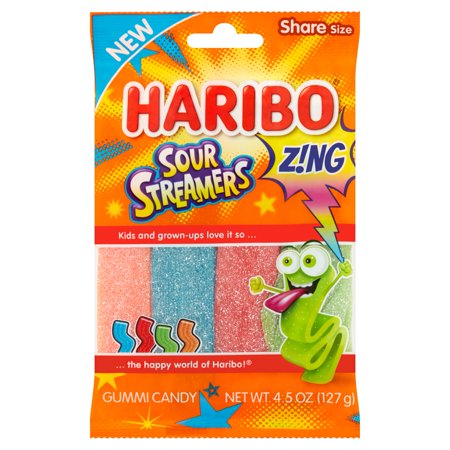 NEW
Share Size
HARIBO
SOUR
STREAMERS
Z!NG
Kids and grown-ups love it so ...
... the happy world of Haribo!®
GUMMI CANDY NET WT. 4.5 OZ (127g)